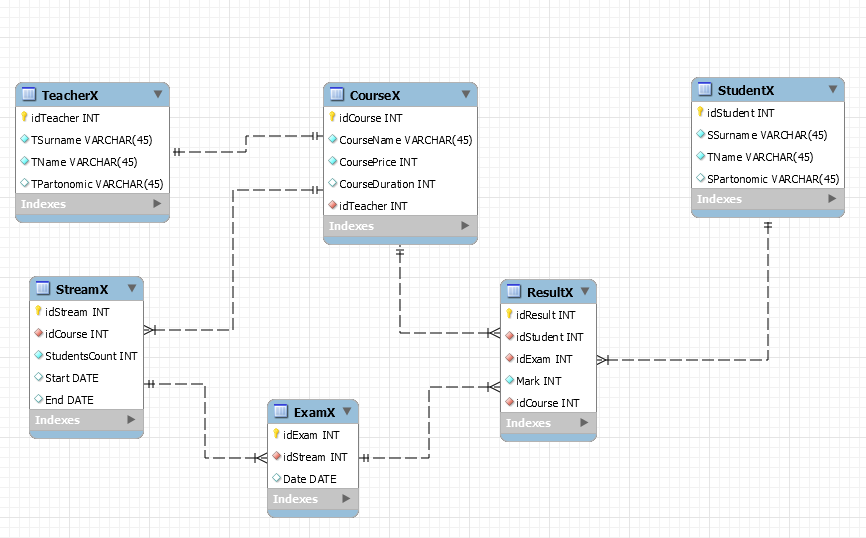 TeacherX
idTeacher INT
TSurname VARCHAR(45)
TName VARCHAR(45)
TPartonomic VARCHAR(45)
Indexes
CourseX
idCourse INT
CourseName VARCHAR(45)
CoursePrice INT
CourseDuration INT
idTeacher INT
Indexes
StudentX
idStudent INT
SSurname VARCHAR(45)
TName VARCHAR(45)
SPartonomic VARCHAR(45)
Indexes
StreamX
idStream INT
idCourse INT
StudentsCount INT
Start DATE
End DATE
Indexes
ExamX
idExam INT
idStream INT
Date DATE
Indexes
ResultX
idResult INT
idStudent INT
idExam INT
Mark INT
idCourse INT
Indexes